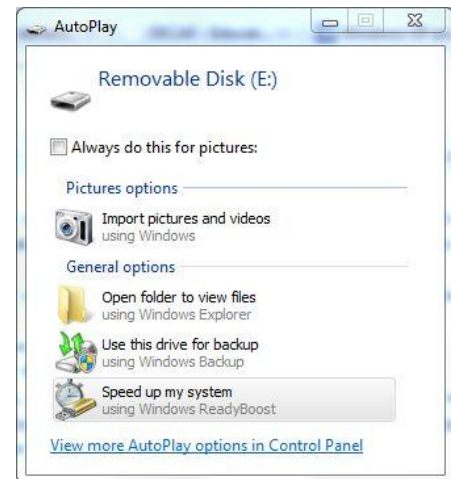 AutoPlay
Removable Disk (E:)
Always do this for pictures:
Pictures options
Import pictures and videos
using Windows
General options
Open folder to view files
using Windows Explorer
Use this drive for backup
using Windows Backup
Speed up my system
using Windows ReadyBoost
View more AutoPlay options in Control Panel